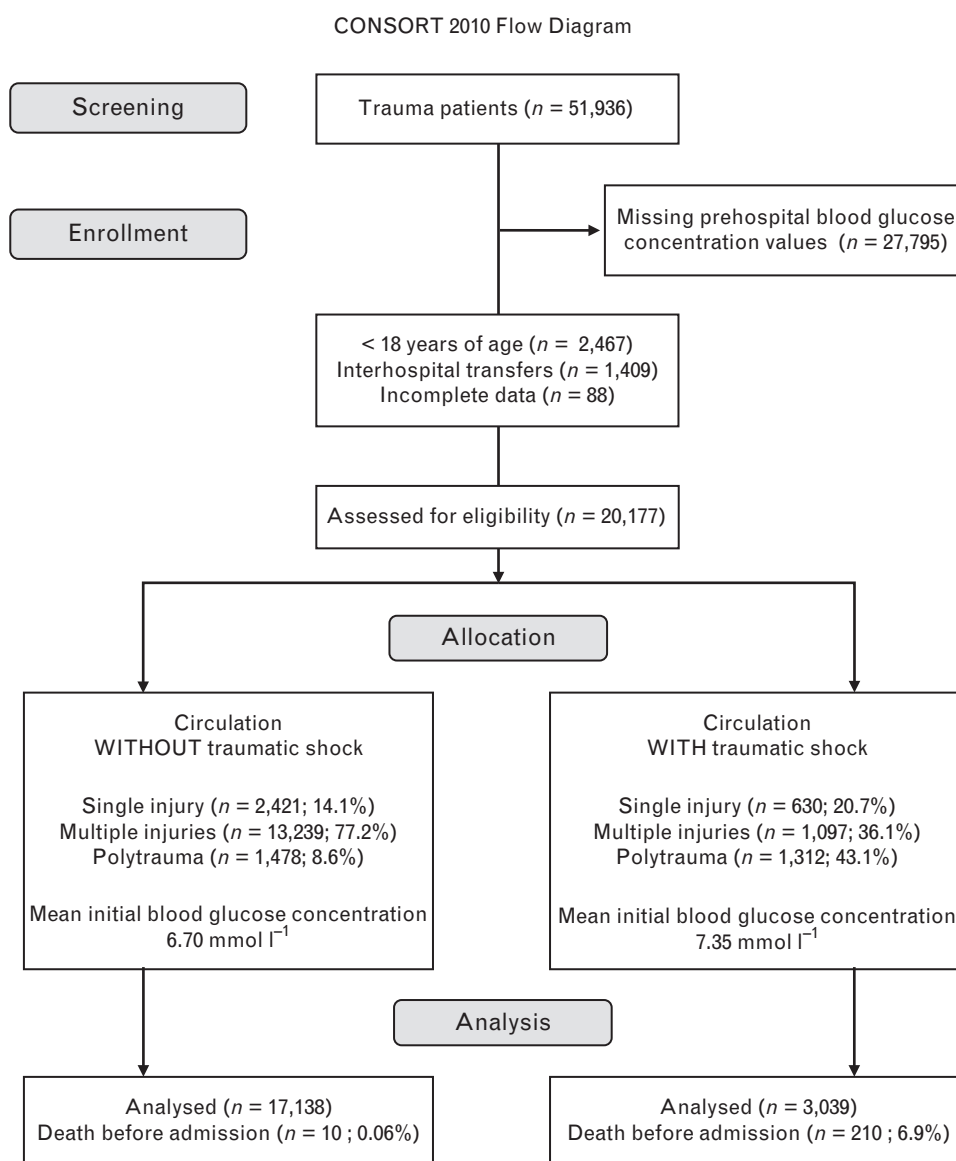 CONSORT 2010 Flow Diagram
Screening
Trauma patients (n = 51,936)
Enrollment
Missing prehospital blood glucose
concentration values (n = 27,795)
< 18 years of age (n = 2,467)
Interhospital transfers (n = 1,409)
Incomplete data (n = 88)
Assessed for eligibility (n = 20,177)
Allocation
Circulation
WITHOUT traumatic shock
Single injury (n = 2,421; 14.1%)
Multiple injuries (n = 13,239; 77.2%)
Polytrauma (n = 1,478; 8.6%)
Mean initial blood glucose concentration
6.70 mmol l⁻¹
Circulation
WITH traumatic shock
Single injury (n = 630; 20.7%)
Multiple injuries (n = 1,097; 36.1%)
Polytrauma (n = 1,312; 43.1%)
Mean initial blood glucose concentration
7.35 mmol l⁻¹
Analysis
Analysed (n = 17,138)
Death before admission (n = 10 ; 0.06%)
Analysed (n = 3,039)
Death before admission (n = 210 ; 6.9%)